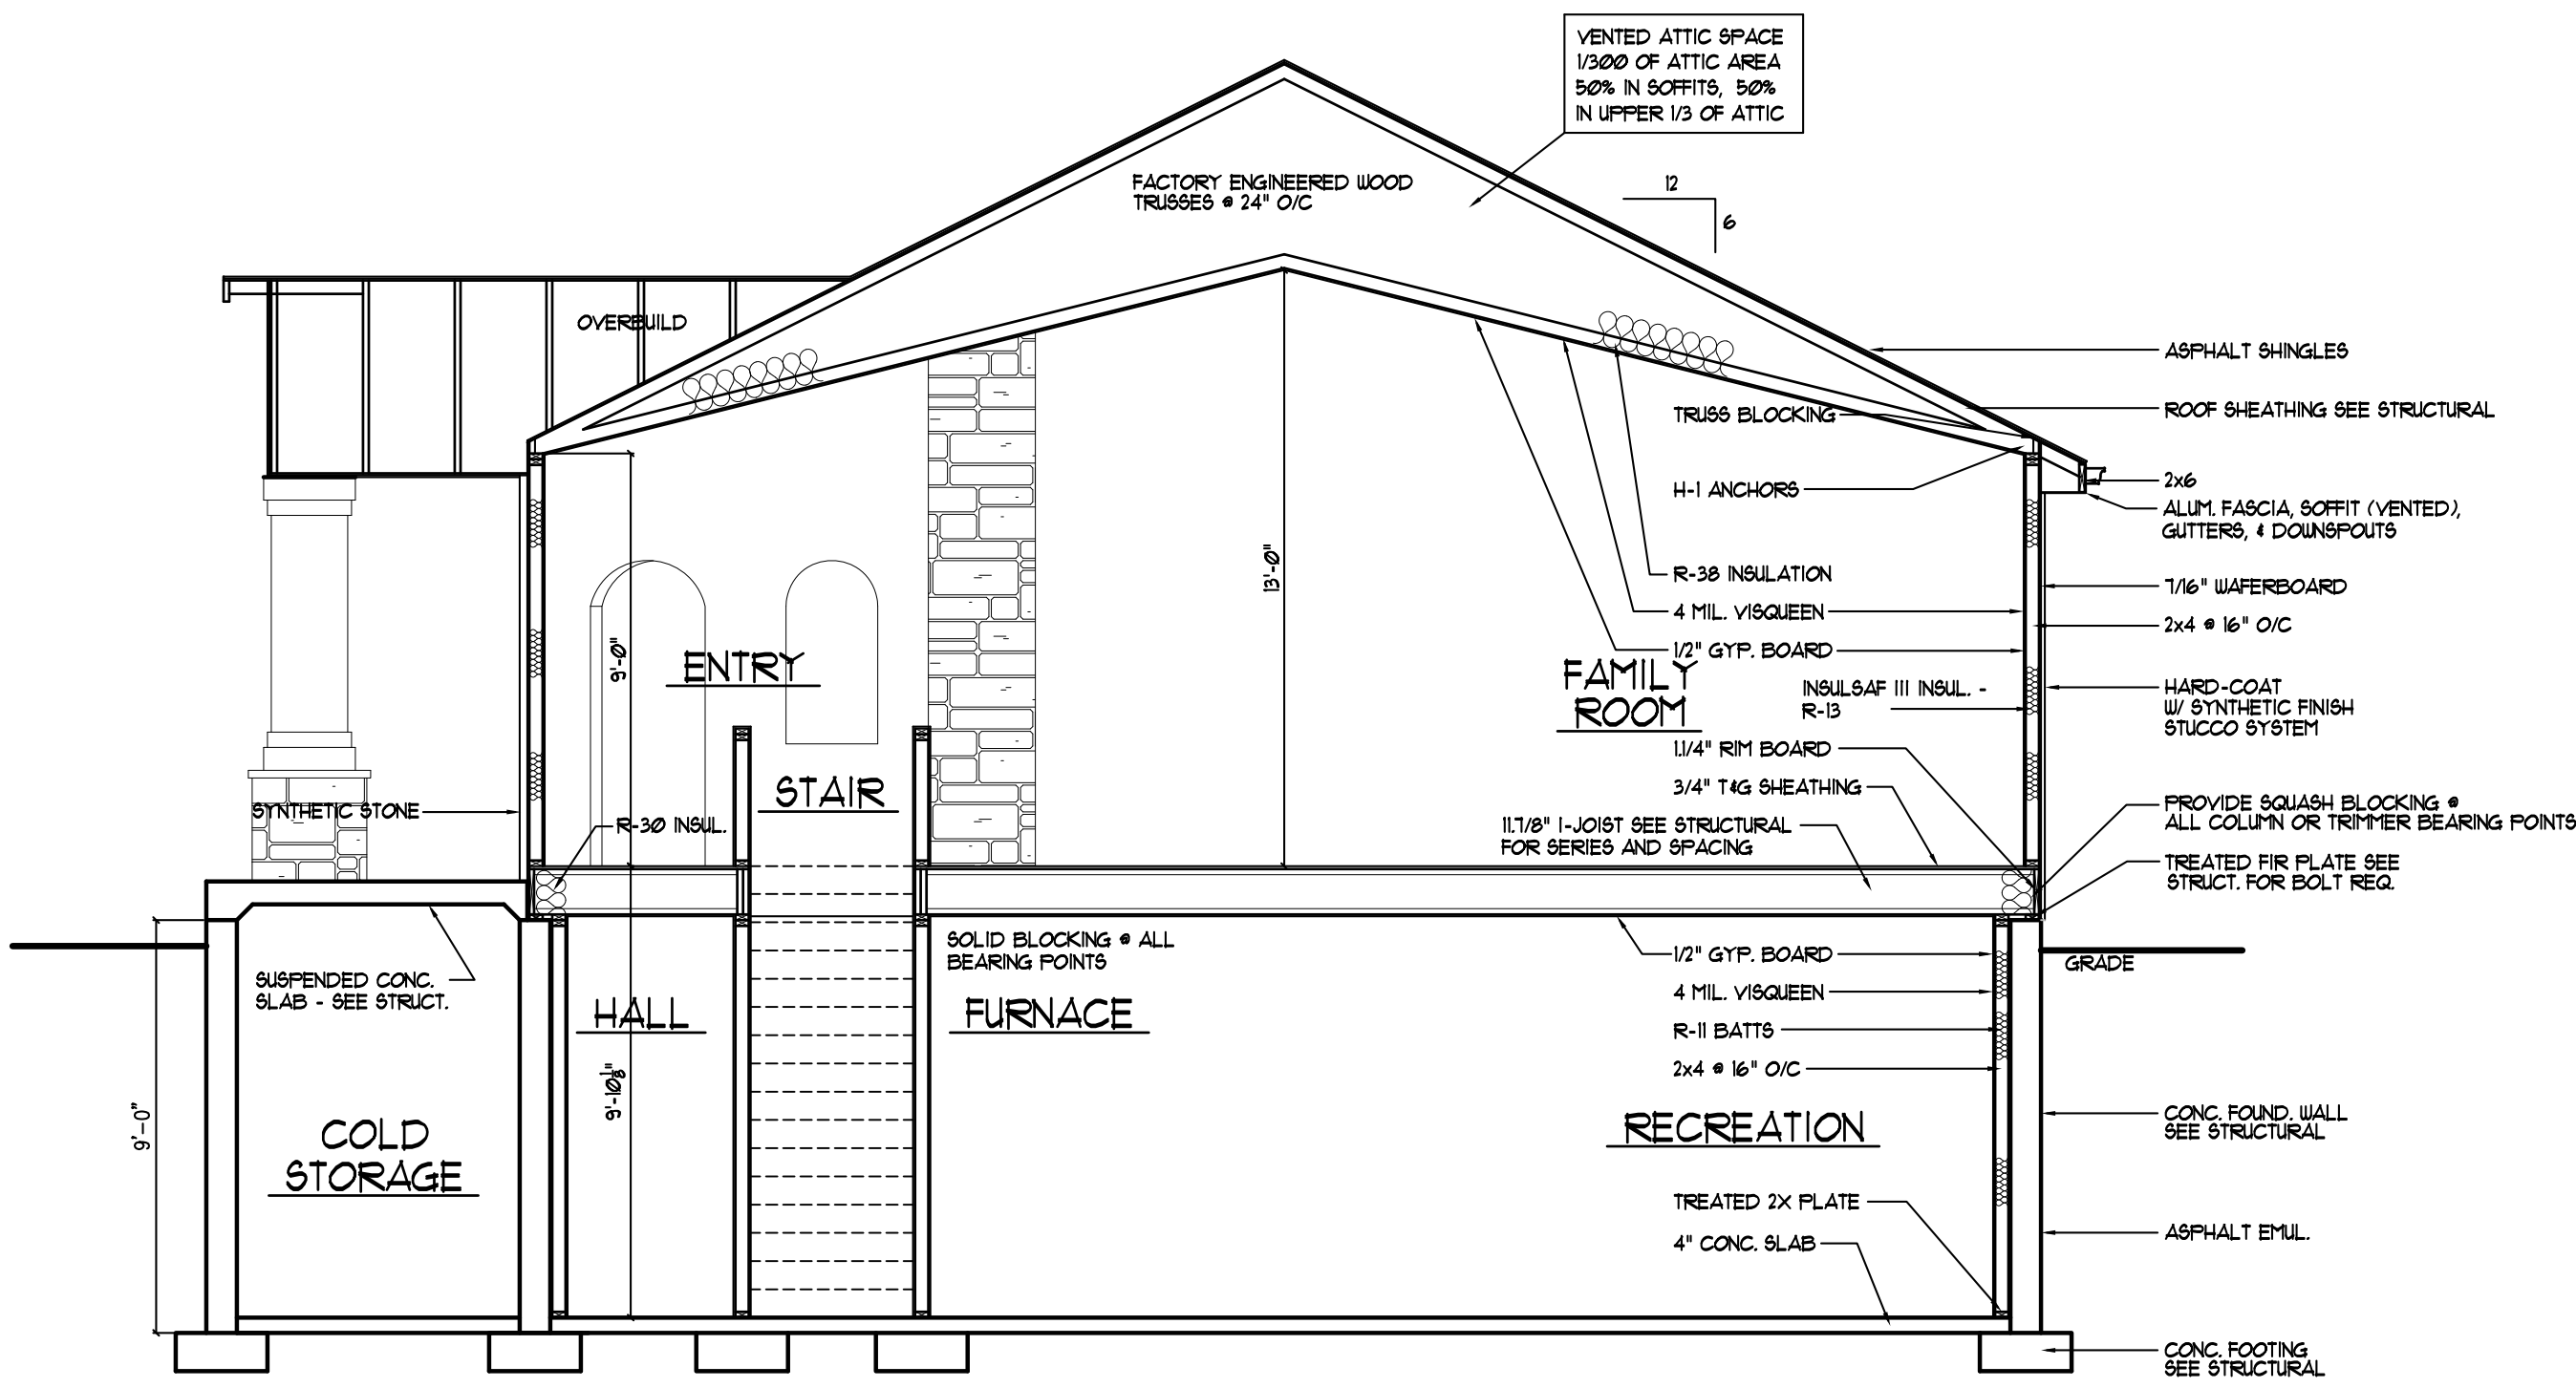 VENTED ATTIC SPACE
1/300 OF ATTIC AREA
50% IN SOFFITS, 50%
IN UPPER 1/3 OF ATTIC
FACTORY ENGINEERED WOOD
TRUSSES @ 24" O/C
12
6
OVERBUILD
ASPHALT SHINGLES
ROOF SHEATHING SEE STRUCTURAL
TRUSS BLOCKING
2x6
H-1 ANCHORS
ALUM. FASCIA, SOFFIT (VENTED),
GUTTERS, & DOWNSPOUTS
13'-0"
R-38 INSULATION
7/16" WAFERBOARD
4 MIL. VISQUEEN
2x4 @ 16" O/C
9'-0"
ENTRY
1/2" GYP. BOARD
FAMILY
ROOM
INSULSAF III INSUL. -
R-13
HARD-COAT
W/ SYNTHETIC FINISH
STUCCO SYSTEM
1.1/4" RIM BOARD
STAIR
3/4" T&G SHEATHING
SYNTHETIC STONE
R-30 INSUL.
11.7/8" I-JOIST SEE STRUCTURAL
FOR SERIES AND SPACING
PROVIDE SQUASH BLOCKING @
ALL COLUMN OR TRIMMER BEARING POINTS
TREATED FIR PLATE SEE
STRUCT. FOR BOLT REQ.
SOLID BLOCKING @ ALL
BEARING POINTS
1/2" GYP. BOARD
GRADE
SUSPENDED CONC.
SLAB - SEE STRUCT.
4 MIL. VISQUEEN
HALL
FURNACE
R-11 BATTS
2x4 @ 16" O/C
9'-10 1/8"
9'-0"
COLD
STORAGE
RECREATION
CONC. FOUND. WALL
SEE STRUCTURAL
TREATED 2X PLATE
4" CONC. SLAB
ASPHALT EMUL.
CONC. FOOTING
SEE STRUCTURAL